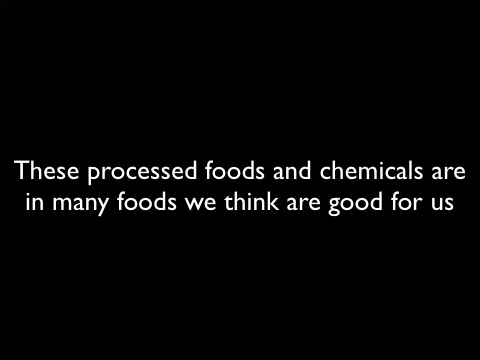 These processed foods and chemicals are
in many foods we think are good for us